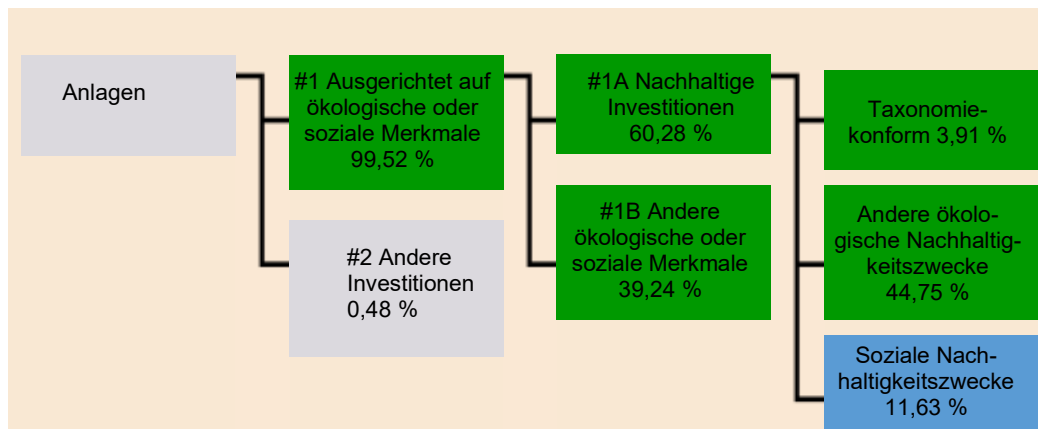 Anlagen
#1 Ausgerichtet auf
ökologische oder
soziale Merkmale
99,52 %
#2 Andere
Investitionen
0,48 %
#1A Nachhaltige
Investitionen
60,28 %
#1B Andere
ökologische oder
soziale Merkmale
39,24 %
Taxonomie-
konform 3,91 %
Andere ökolo-
gische Nachhaltig-
keitszwecke
44,75 %
Soziale Nach-
haltigkeitszwecke
11,63 %